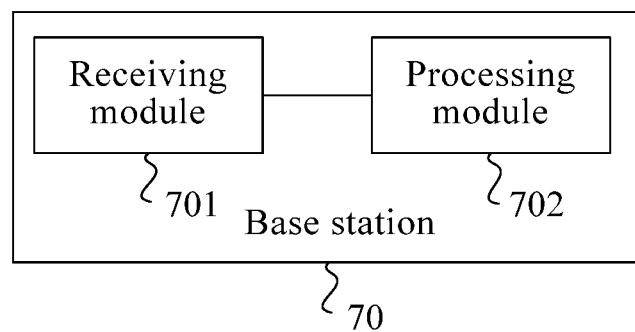 Receiving
module
Processing
module
701
702
Base station
70